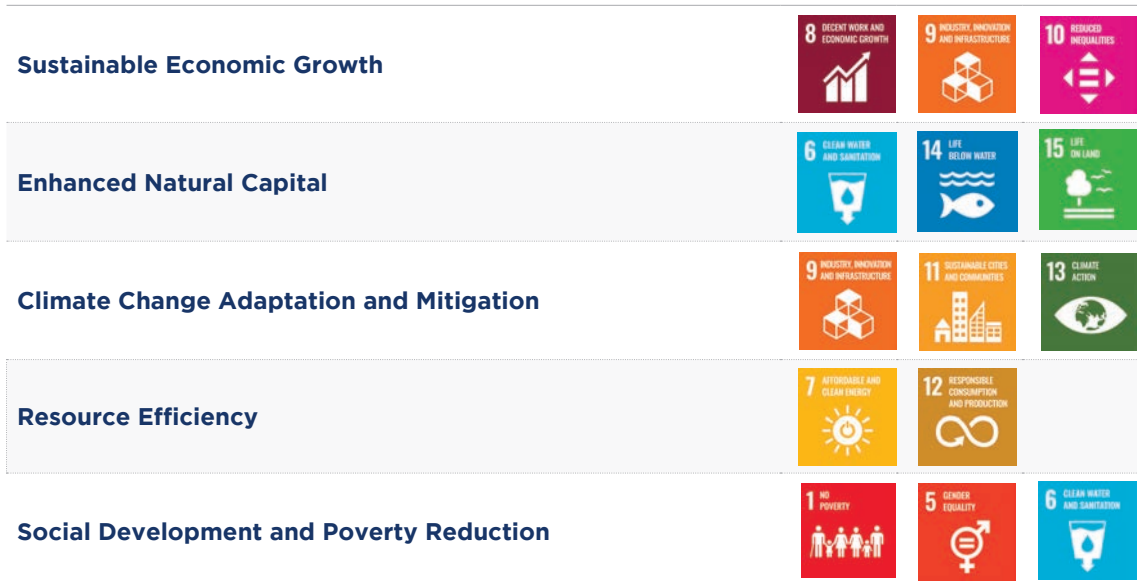 Sustainable Economic Growth
8 DECENT WORK AND
ECONOMIC GROWTH
9 INDUSTRY, INNOVATION
AND INFRASTRUCTURE
10 REDUCED
INEQUALITIES
Enhanced Natural Capital
6 CLEAN WATER
AND SANITATION
14 LIFE
BELOW WATER
15 LIFE
ON LAND
Climate Change Adaptation and Mitigation
9 INDUSTRY, INNOVATION
AND INFRASTRUCTURE
11 SUSTAINABLE CITIES
AND COMMUNITIES
13 CLIMATE
ACTION
Resource Efficiency
7 AFFORDABLE AND
CLEAN ENERGY
12 RESPONSIBLE
CONSUMPTION
AND PRODUCTION
Social Development and Poverty Reduction
1 NO
POVERTY
5 GENDER
EQUALITY
6 CLEAN WATER
AND SANITATION